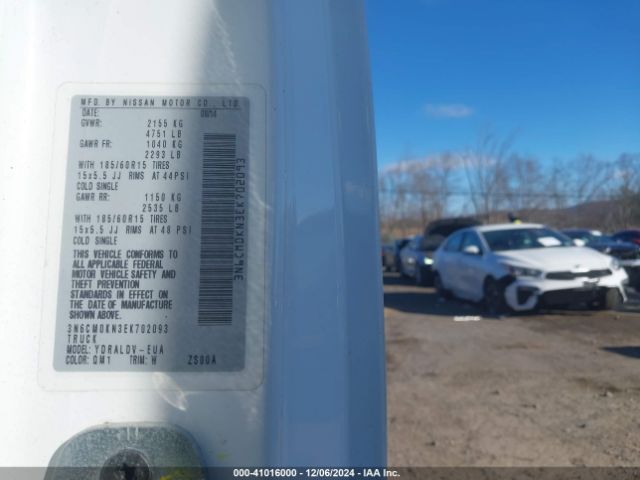 MFD. BY NISSAN MOTOR CO., LTD.
DATE: 08/14
GVWR: 2155 KG
4751 LB
GAWR FR: 1040 KG
2293 LB
WITH 185/60R15 TIRES
15x5.5 JJ RIMS AT 44PSI
COLD SINGLE
GAWR RR: 1150 KG
2535 LB
WITH 185/60R15 TIRES
15x5.5 JJ RIMS AT 48 PSI
COLD SINGLE
THIS VEHICLE CONFORMS TO
ALL APPLICABLE FEDERAL
MOTOR VEHICLE SAFETY AND
THEFT PREVENTION
STANDARDS IN EFFECT ON
THE DATE OF MANUFACTURE
SHOWN ABOVE.
3N6CM0KN3EK702093
TRUCK
MODEL: YDRALDV-EUA
COLOR: QM1 TRIM: W ZS00A
3N6CM0KN3EK702093
000-41016000 - 12/06/2024 - IAA Inc.